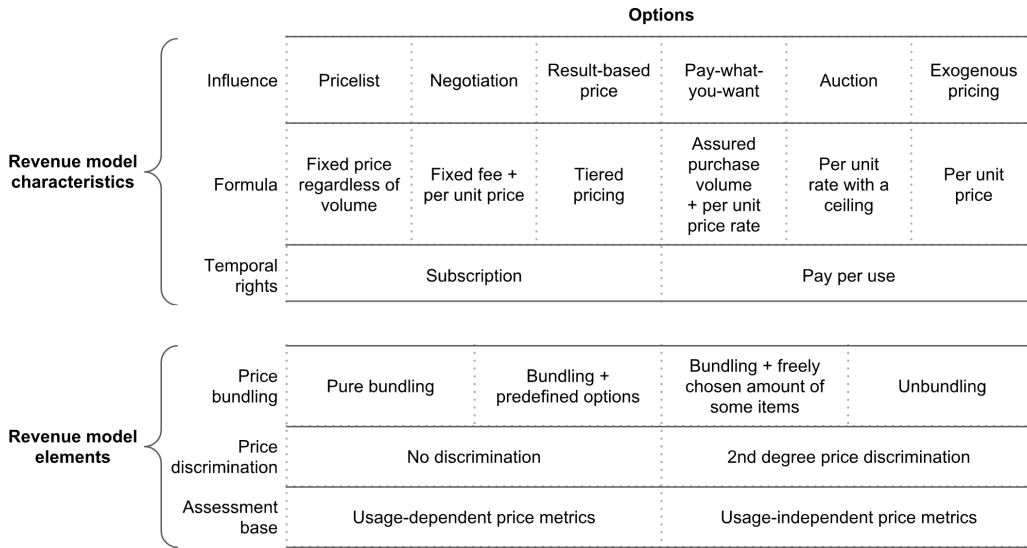 Options
Influence
Pricelist
Negotiation
Result-based
price
Pay-what-
you-want
Auction
Exogenous
pricing
Revenue model
characteristics
Formula
Fixed price
regardless of
volume
Fixed fee +
per unit price
Tiered
pricing
Assured
purchase
volume
+ per unit
price rate
Per unit
rate with a
ceiling
Per unit
price
Temporal
rights
Subscription
Pay per use
Revenue model
elements
Price
bundling
Pure bundling
Bundling +
predefined options
Bundling + freely
chosen amount of
some items
Unbundling
Price
discrimination
No discrimination
2nd degree price discrimination
Assessment
base
Usage-dependent price metrics
Usage-independent price metrics